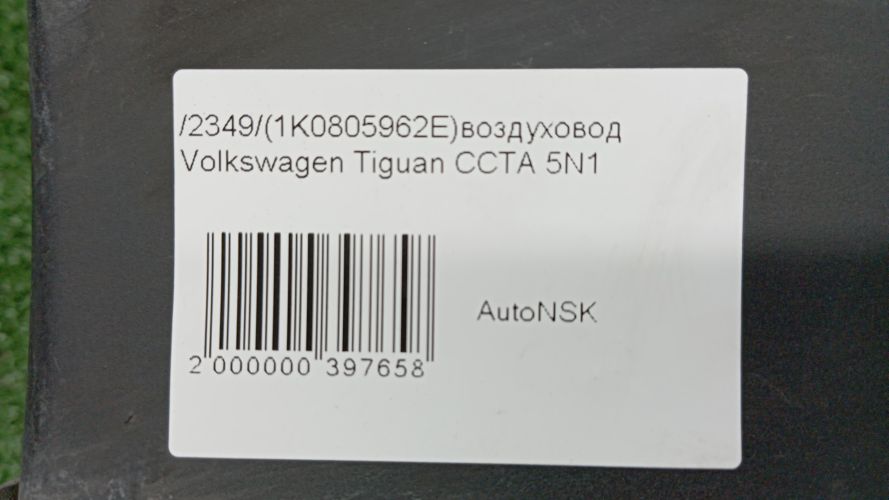 /2349/(1K0805962E)воздуховод
Volkswagen Tiguan CCTA 5N1
AutoNSK
2 000000 397658